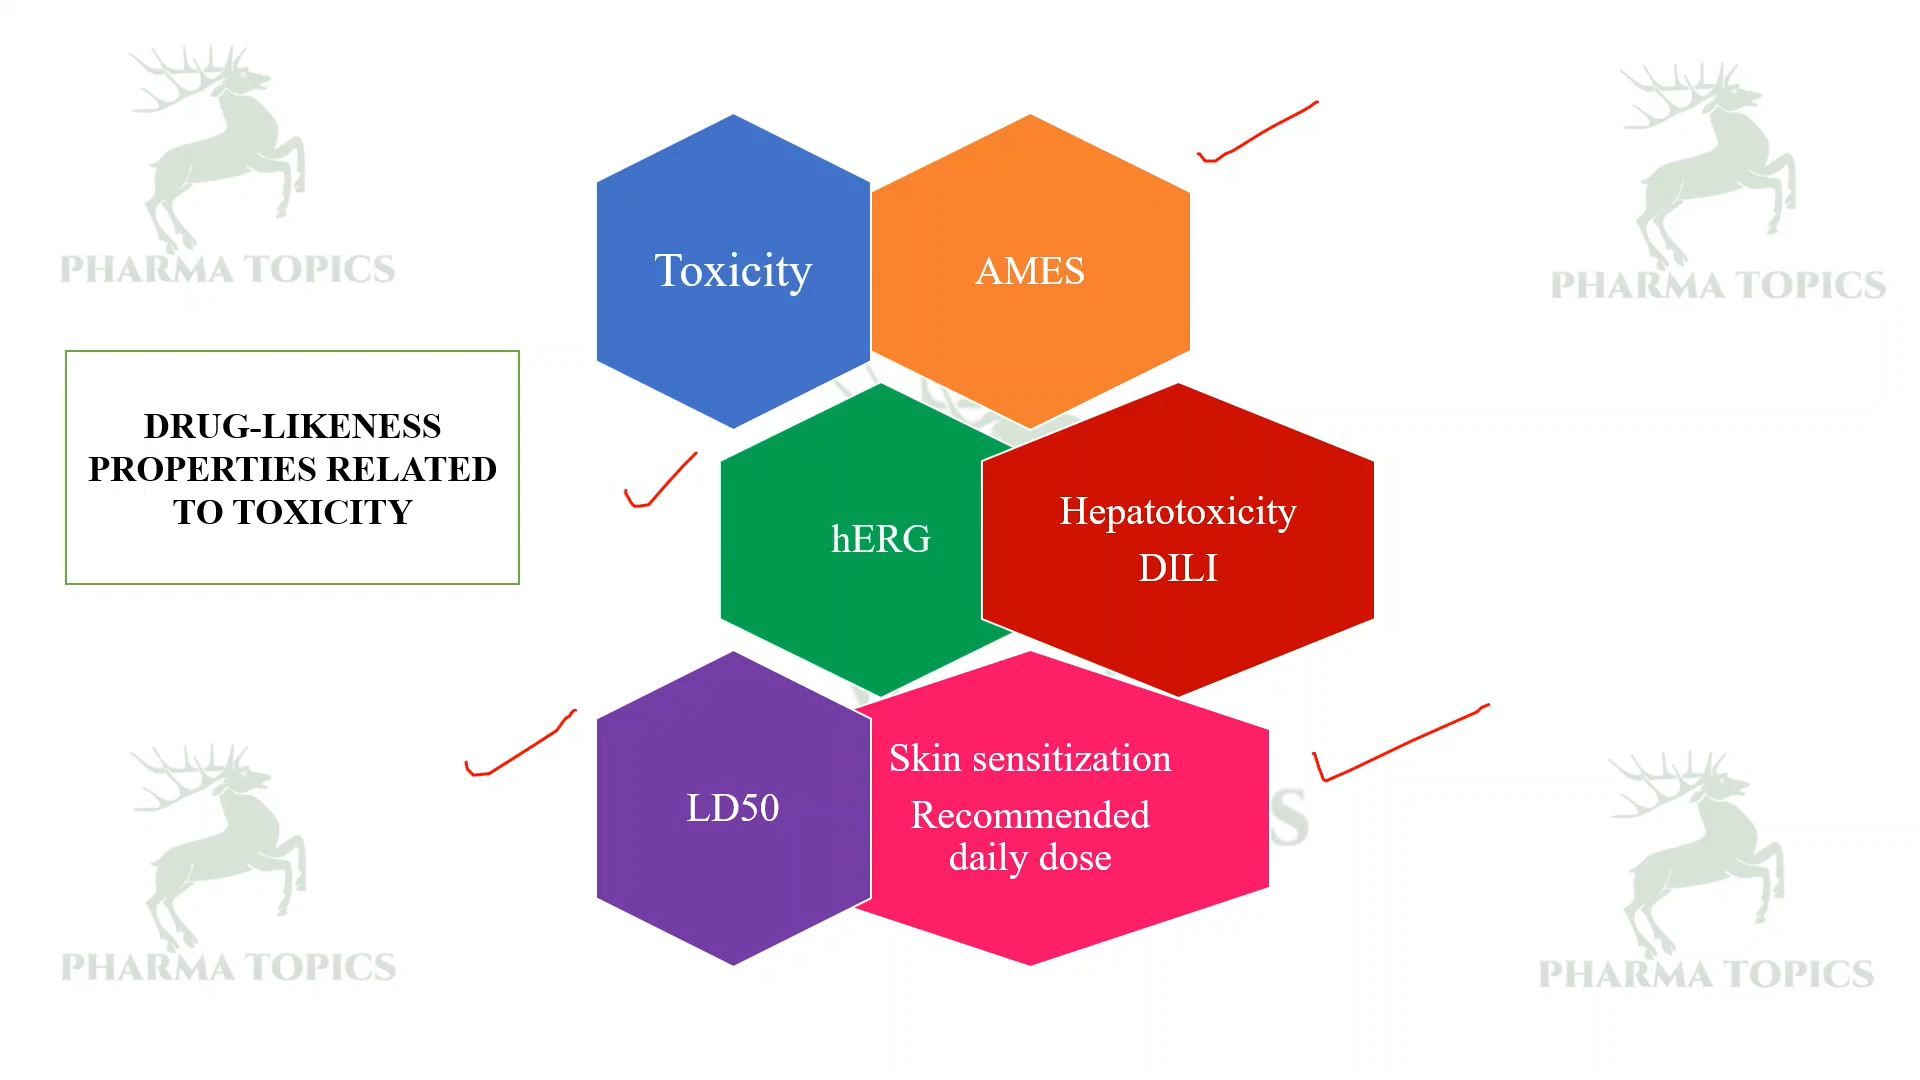 PHARMA TOPICS
PHARMA TOPICS
Toxicity
AMES
DRUG-LIKENESS
PROPERTIES RELATED
TO TOXICITY
hERG
Hepatotoxicity
DILI
LD50
Skin sensitization
Recommended
daily dose
S
PHARMA TOPICS
PHARMA TOPICS